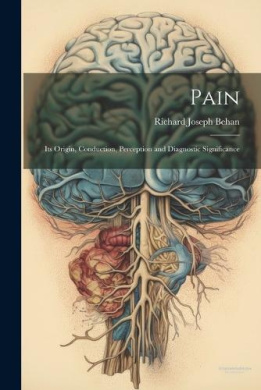 Pain
Richard Joseph Behan
Its Origin, Conduction, Perception and Diagnostic Significance